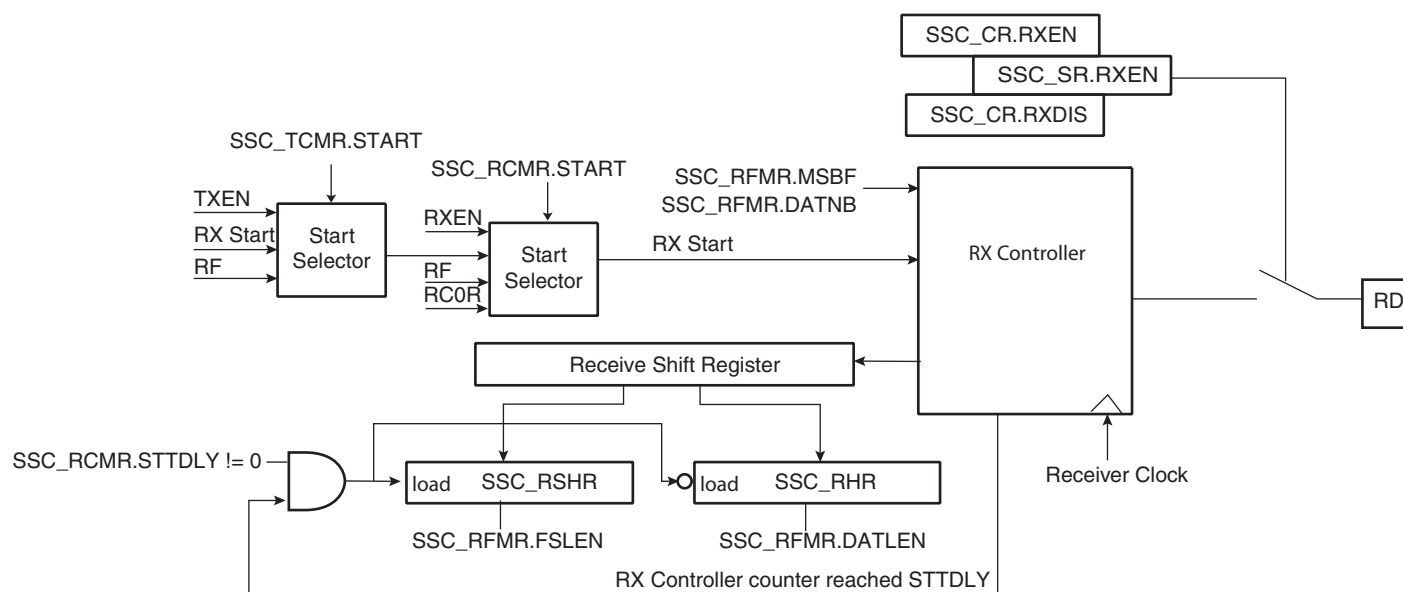 SSC_CR.RXEN
SSC_SR.RXEN
SSC_CR.RXDIS
SSC_TCMR.START
SSC_RCMR.START
SSC_RFMR.MSBF
SSC_RFMR.DATNB
TXEN
RX Start
RF
Start
Selector
RXEN
RF
RC0R
Start
Selector
RX Start
RX Controller
RD
Receive Shift Register
SSC_RCMR.STTDLY != 0
load
SSC_RSHR
load
SSC_RHR
Receiver Clock
SSC_RFMR.FSLEN
SSC_RFMR.DATLEN
RX Controller counter reached STTDLY